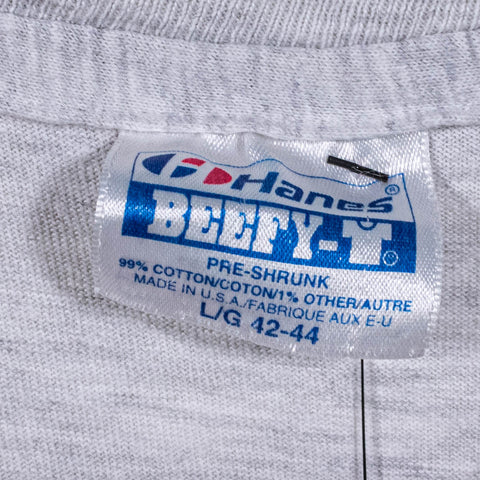 Hanes®
BEEFY-T®
PRE-SHRUNK
99% COTTON/COTON/1% OTHER/AUTRE
MADE IN U.S.A./FABRIQUE AUX E-U
L/G 42-44